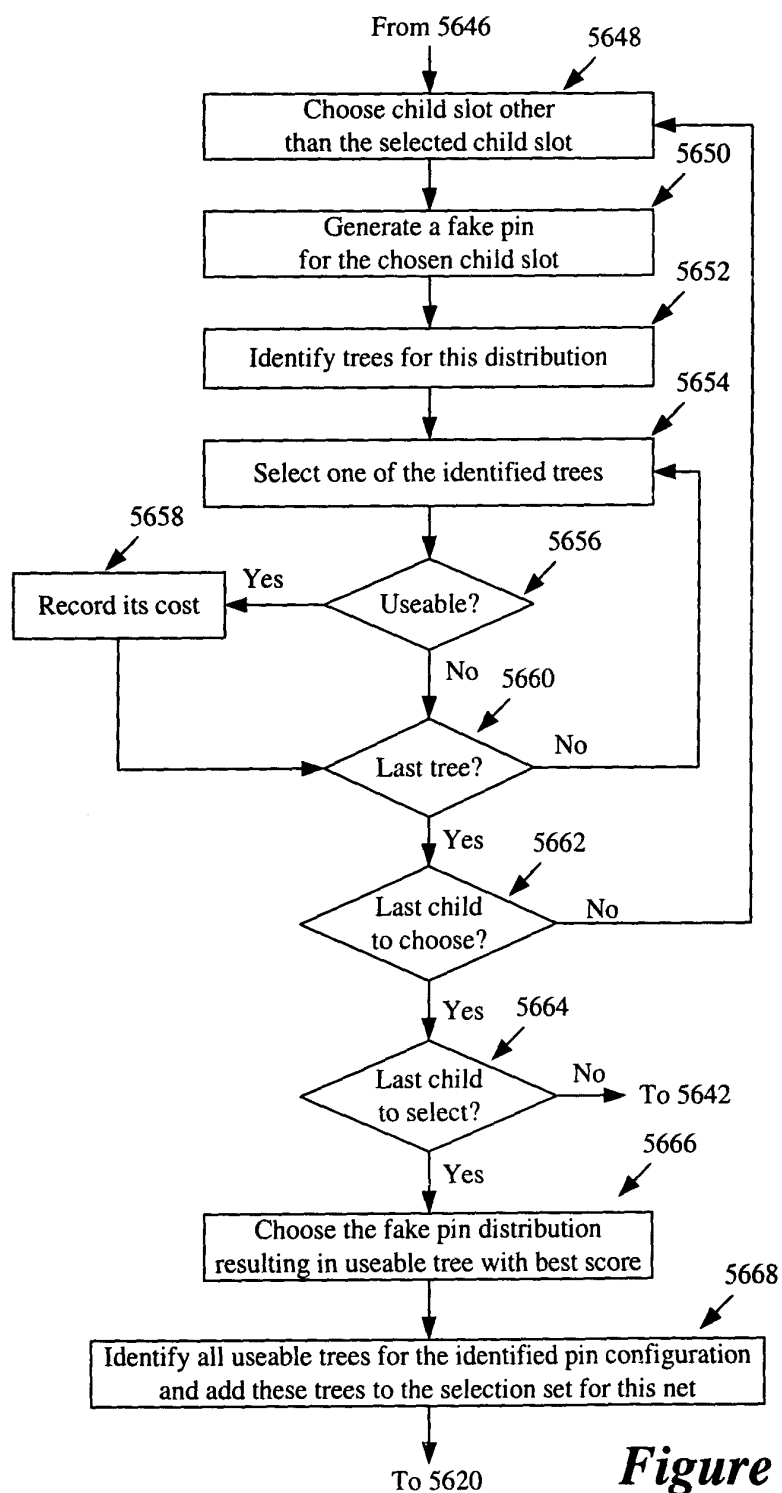 From 5646
5648
Choose child slot other
than the selected child slot
5650
Generate a fake pin
for the chosen child slot
5652
Identify trees for this distribution
5654
Select one of the identified trees
5658
5656
Record its cost
Yes
Useable?
No
5660
Last tree?
No
Yes
5662
Last child
to choose?
No
Yes
5664
Last child
to select?
No
To 5642
Yes
5666
Choose the fake pin distribution
resulting in useable tree with best score
5668
Identify all useable trees for the identified pin configuration
and add these trees to the selection set for this net
To 5620
Figure